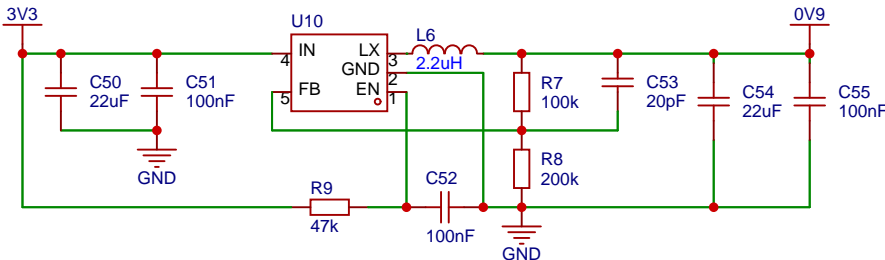 3V3
U10
L6
0V9
IN
LX
4
3
2.2uH
GND
2
C50
22uF
C51
100nF
FB
EN
5
1
R7
100k
C53
20pF
C54
22uF
C55
100nF
R8
200k
GND
R9
47k
C52
100nF
GND